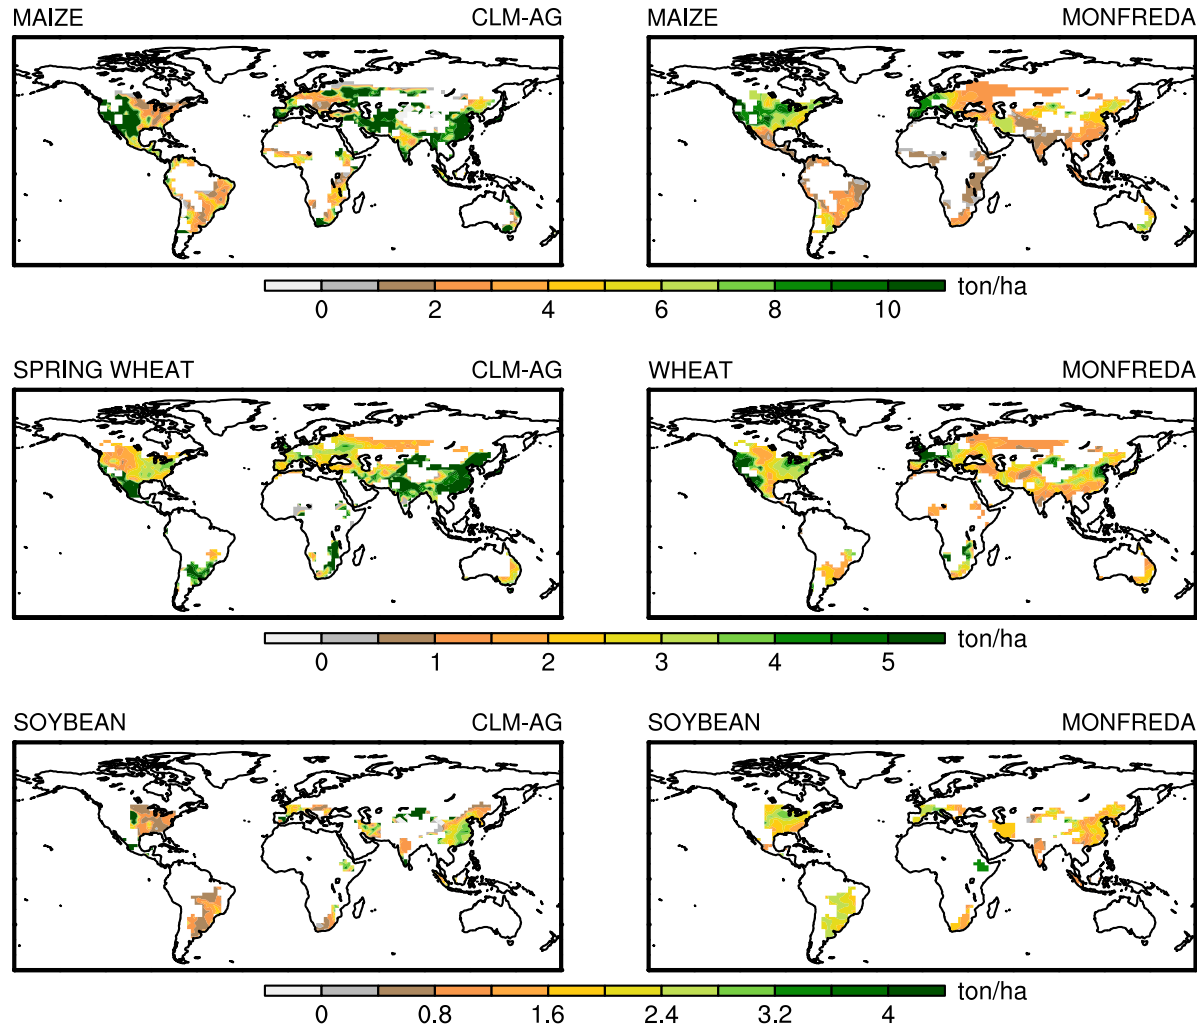 MAIZE CLM-AG MAIZE MONFREDA
0 2 4 6 8 10 ton/ha
SPRING WHEAT CLM-AG WHEAT MONFREDA
0 1 2 3 4 5 ton/ha
SOYBEAN CLM-AG SOYBEAN MONFREDA
0 0.8 1.6 2.4 3.2 4 ton/ha